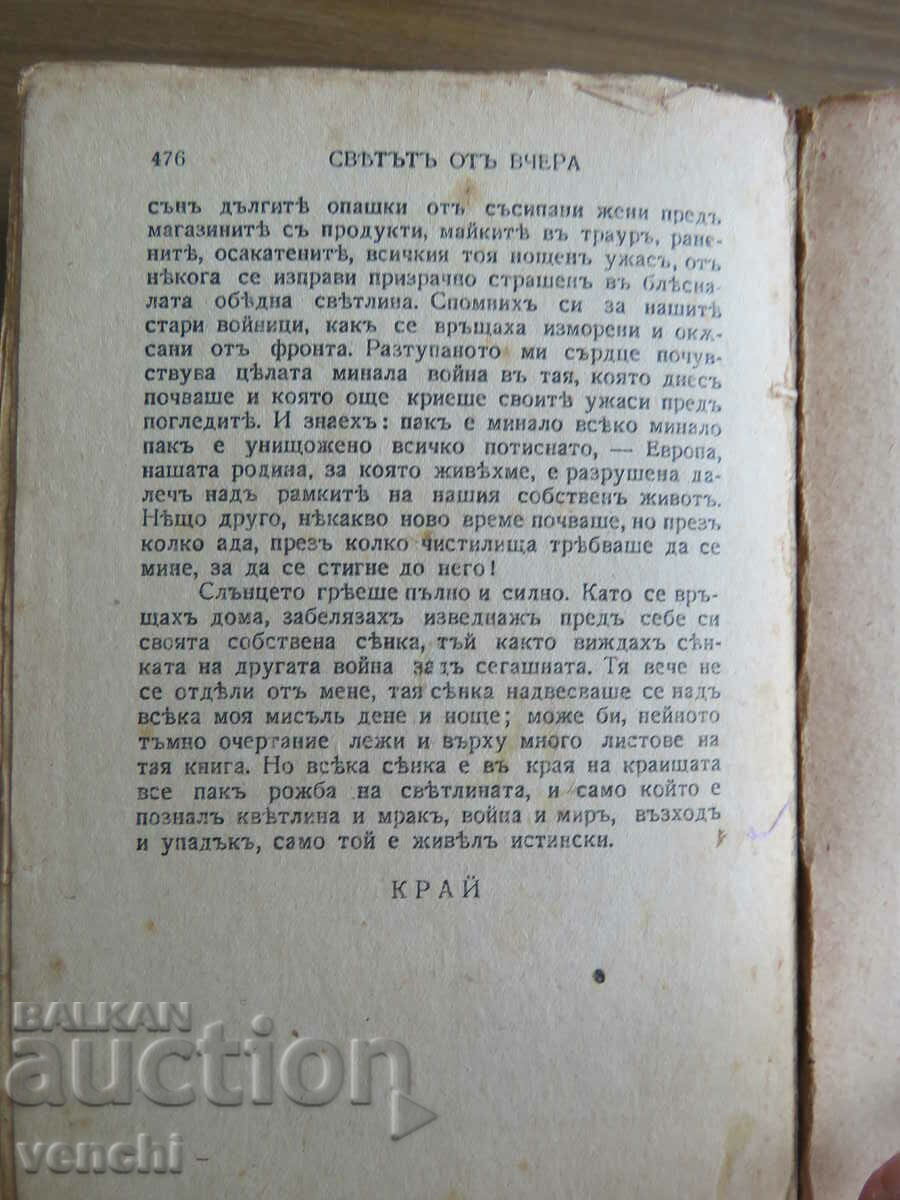 476 СВѢТЪТЪ ОТЪ ВЧЕРА
сънъ дългитѣ опашки отъ съсипани жени предъ
магазинитѣ съ продукти, майкитѣ въ трауръ, ране-
нитѣ, осакатенитѣ, всичкия тоя нощенъ ужасъ, отъ
нѣкога се изправи призрачно страшенъ въ блѣсна-
лата обѣдна свѣтлина. Спомнихъ си за нашитѣ
стари войници, какъ се връщаха изморени и окѫ-
сани отъ фронта. Разтупаното ми сърдце почув-
ствува цѣлата минала война въ тая, която днесъ
почваше и която още криеше своитѣ ужаси предъ
погледитѣ. И знаехъ: пакъ е минало всѣко минало
пакъ е унищожено всичко потиснато, — Европа,
нашата родина, за която живѣхме, е разрушена да-
лечъ надъ рамкитѣ на нашия собственъ животъ.
Нѣщо друго, нѣкакво ново време почваше, но презъ
колко ада, презъ колко чистилища трѣбваше да се
мине, за да се стигне до него!
Слънцето грѣеше пълно и силно. Като се връ-
щахъ дома, забелязахъ изведнажъ предъ себе си
своята собствена сѣнка, тъй както виждахъ сѣн-
ката на другата война задъ сегашната. Тя вече не
се отдѣли отъ мене, тая сѣнка надвесваше се надъ
всѣка моя мисъль дене и ноще; може би, нейното
тъмно очертание лежи и върху много листове на
тая книга. Но всѣка сѣнка е въ края на краищата
все пакъ рожба на свѣтлината, и само който е
позналъ квѣтлина и мракъ, война и миръ, възходъ
и упадъкъ, само той е живѣлъ истински.
КРАЙ
BALKAN
auction
venchi